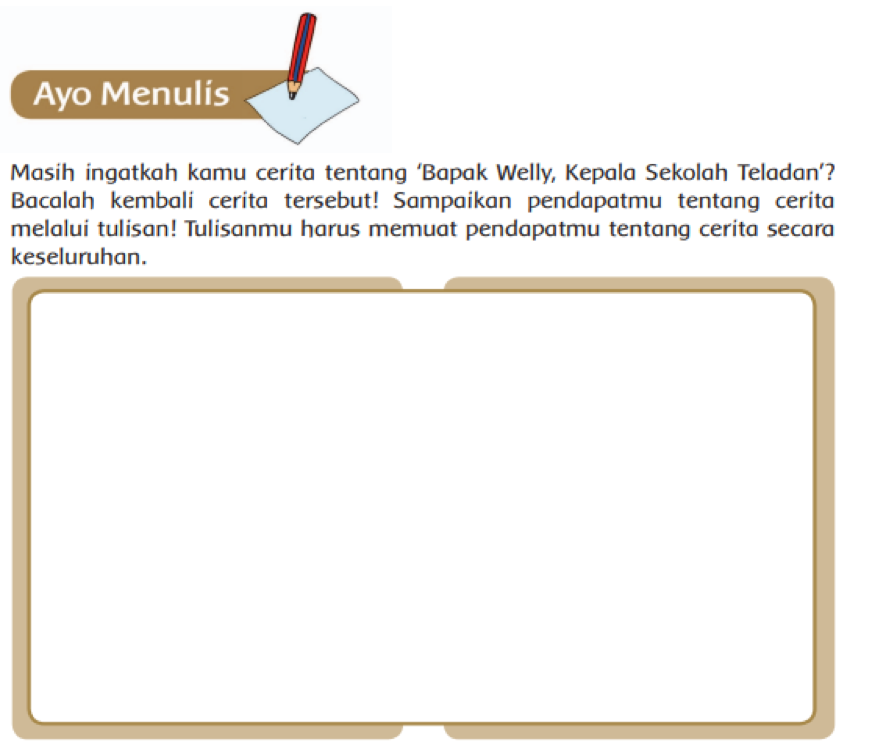 Ayo Menulis
Masih ingatkah kamu cerita tentang ‘Bapak Welly, Kepala Sekolah Teladan’?
Bacalah kembali cerita tersebut! Sampaikan pendapatmu tentang cerita
melalui tulisan! Tulisanmu harus memuat pendapatmu tentang cerita secara
keseluruhan.